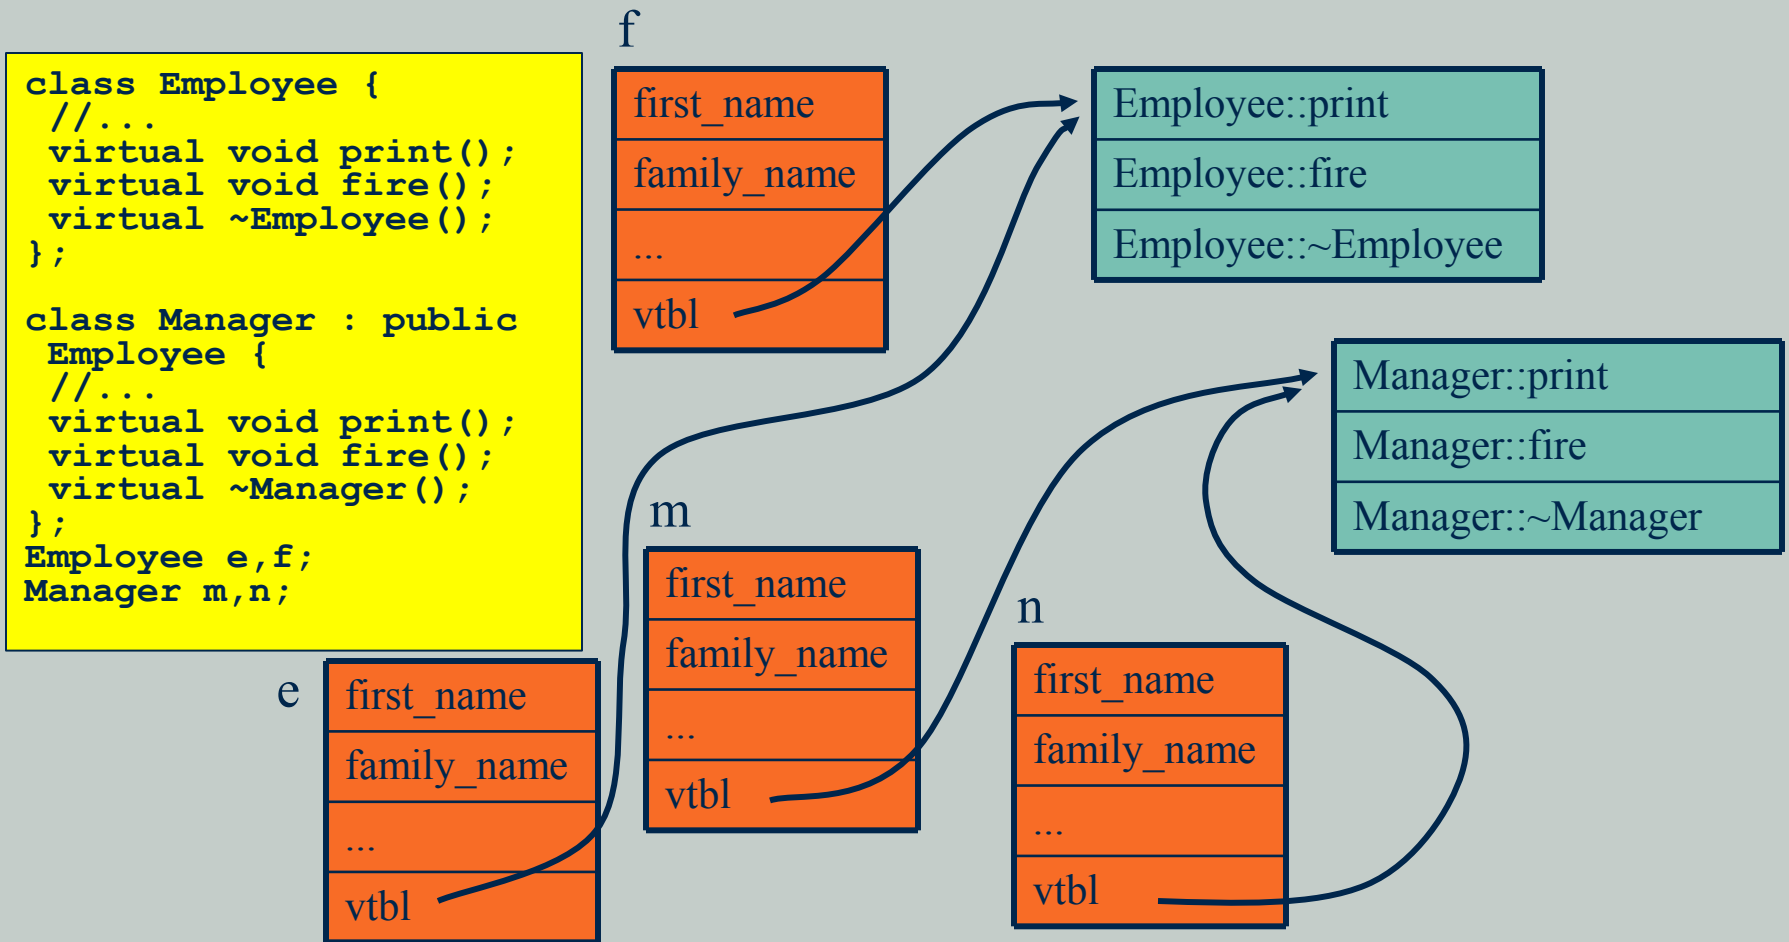 class Employee {
//...
virtual void print();
virtual void fire();
virtual ~Employee();
};
class Manager : public
Employee {
//...
virtual void print();
virtual void fire();
virtual ~Manager();
};
Employee e,f;
Manager m,n;
f
first_name
family_name
...
vtbl
Employee::print
Employee::fire
Employee::~Employee
Manager::print
Manager::fire
Manager::~Manager
m
first_name
family_name
...
vtbl
n
first_name
family_name
...
vtbl
e
first_name
family_name
...
vtbl